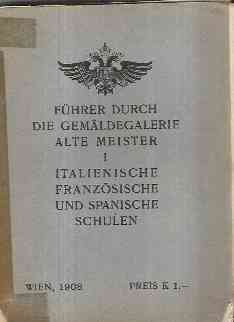 FÜHRER DURCH
DIE GEMÄLDEGALERIE
ALTE MEISTER
I
ITALIENISCHE
FRANZÖSISCHE
UND SPANISCHE
SCHULEN
WIEN, 1908 PREIS K 1.–